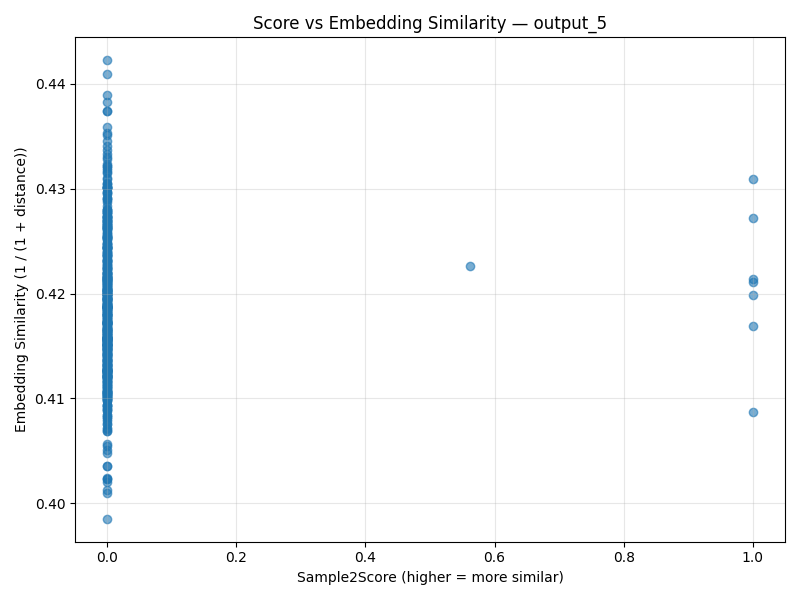 Score vs Embedding Similarity — output_5
Embedding Similarity (1 / (1 + distance))
0.44
0.43
0.42
0.41
0.40
0.0 0.2 0.4 0.6 0.8 1.0
Sample2Score (higher = more similar)